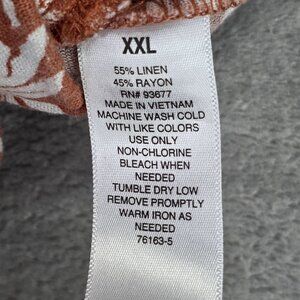 XXL
55% LINEN
45% RAYON
RN# 93677
MADE IN VIETNAM
MACHINE WASH COLD
WITH LIKE COLORS
USE ONLY
NON-CHLORINE
BLEACH WHEN
NEEDED
TUMBLE DRY LOW
REMOVE PROMPTLY
WARM IRON AS
NEEDED
76163-5